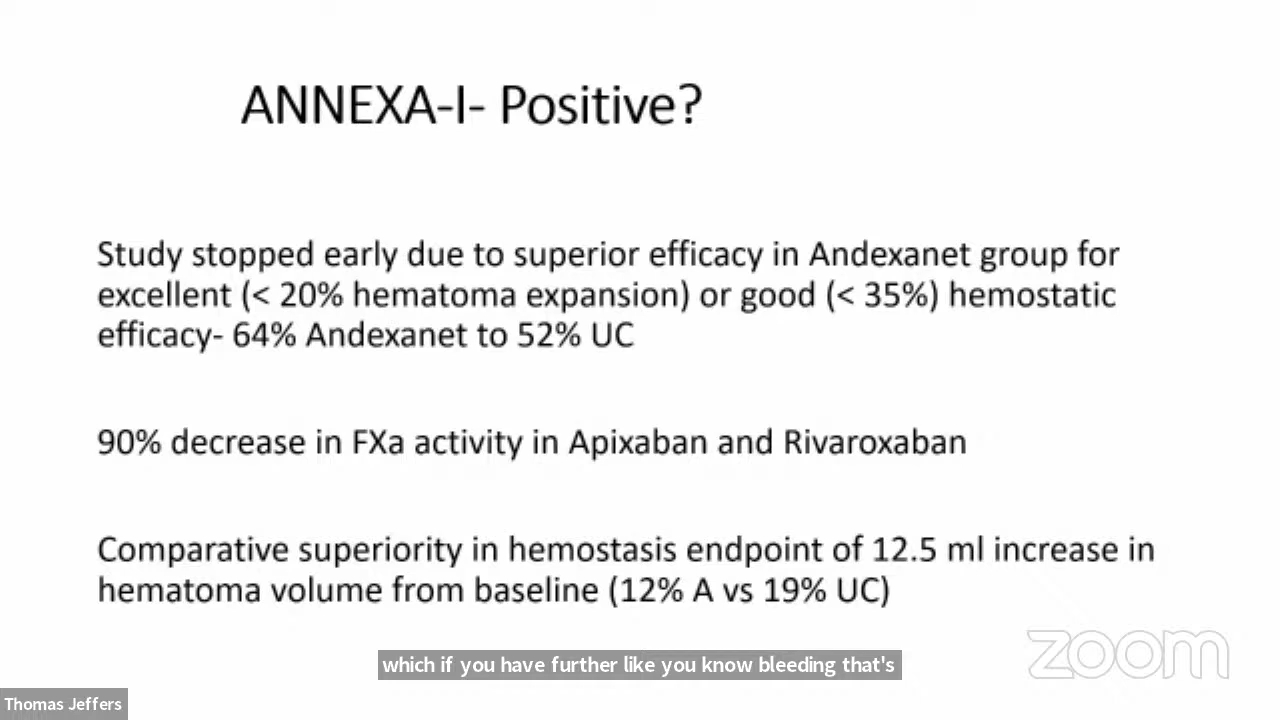 ANNEXA-I- Positive?
Study stopped early due to superior efficacy in Andexanet group for
excellent (< 20% hematoma expansion) or good (< 35%) hemostatic
efficacy- 64% Andexanet to 52% UC
90% decrease in FXa activity in Apixaban and Rivaroxaban
Comparative superiority in hemostasis endpoint of 12.5 ml increase in
hematoma volume from baseline (12% A vs 19% UC)
zoom
which if you have further like you know bleeding that's
Thomas Jeffers